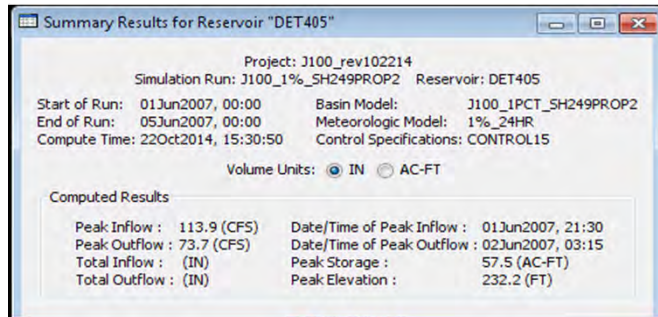 Summary Results for Reservoir "DET405"
Project: J100_rev102214
Simulation Run: J100_1%_SH249PROP2 Reservoir: DET405
Start of Run: 01Jun2007, 00:00 Basin Model: J100_1PCT_SH249PROP2
End of Run: 05Jun2007, 00:00 Meteorologic Model: 1%_24HR
Compute Time: 22Oct2014, 15:30:50 Control Specifications: CONTROL15
Volume Units: IN AC-FT
Computed Results
Peak Inflow : 113.9 (CFS) Date/Time of Peak Inflow : 01Jun2007, 21:30
Peak Outflow : 73.7 (CFS) Date/Time of Peak Outflow : 02Jun2007, 03:15
Total Inflow : (IN) Peak Storage : 57.5 (AC-FT)
Total Outflow : (IN) Peak Elevation : 232.2 (FT)